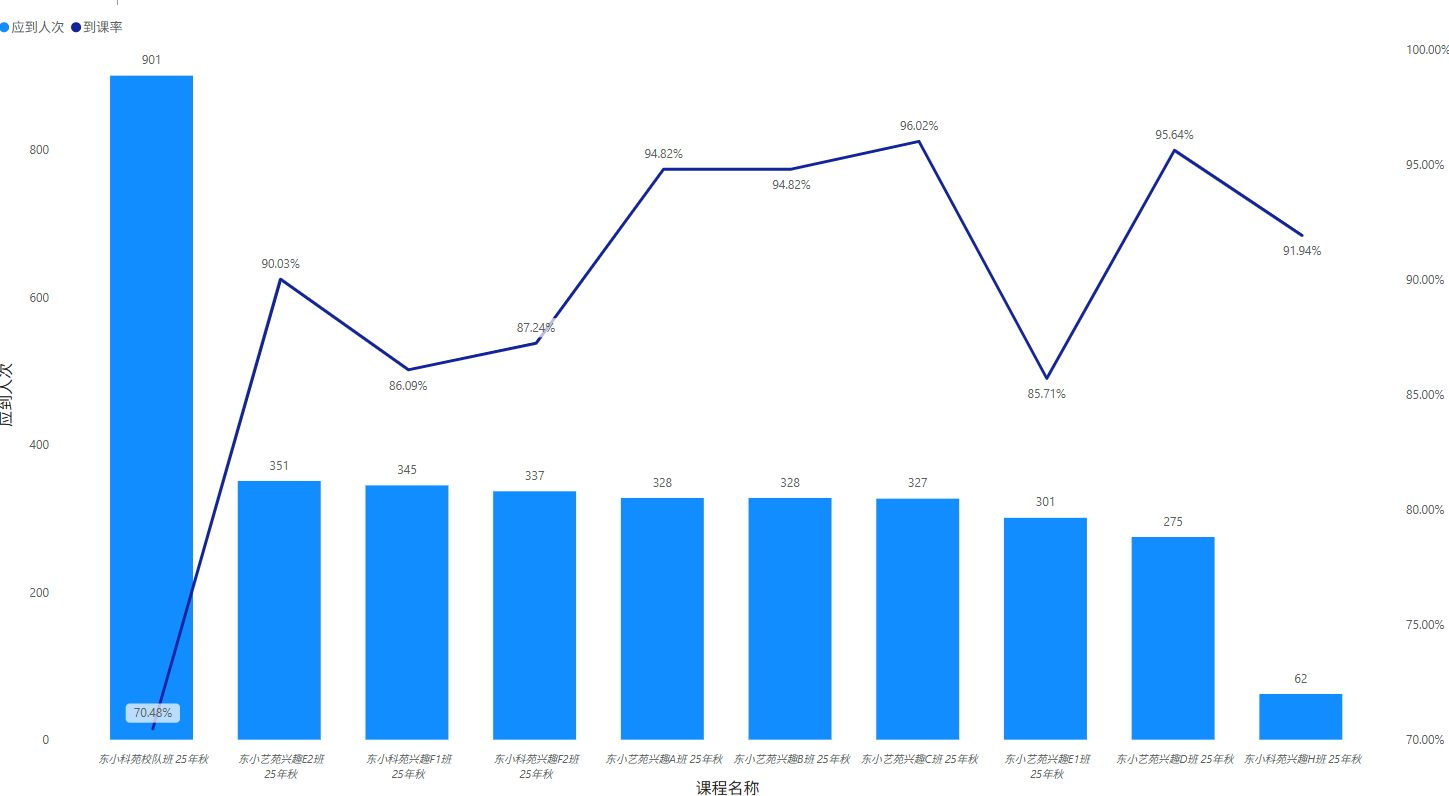 应到人次 到课率
901
100.00%
96.02%
95.64%
94.82%
800
95.00%
94.82%
91.94%
90.03%
90.00%
600
87.24%
86.09%
85.71%
85.00%
应到人次
400
351
345
337
328
328
327
301
275
80.00%
200
75.00%
62
70.48%
0
70.00%
东小科苑校队班 25年秋
东小艺苑兴趣E2班
25年秋
东小科苑兴趣F1班
25年秋
东小科苑兴趣F2班
25年秋
东小艺苑兴趣A班 25年秋
东小艺苑兴趣B班 25年秋
东小艺苑兴趣C班 25年秋
东小艺苑兴趣E1班
25年秋
东小艺苑兴趣D班 25年秋
东小科苑兴趣H班 25年秋
课程名称